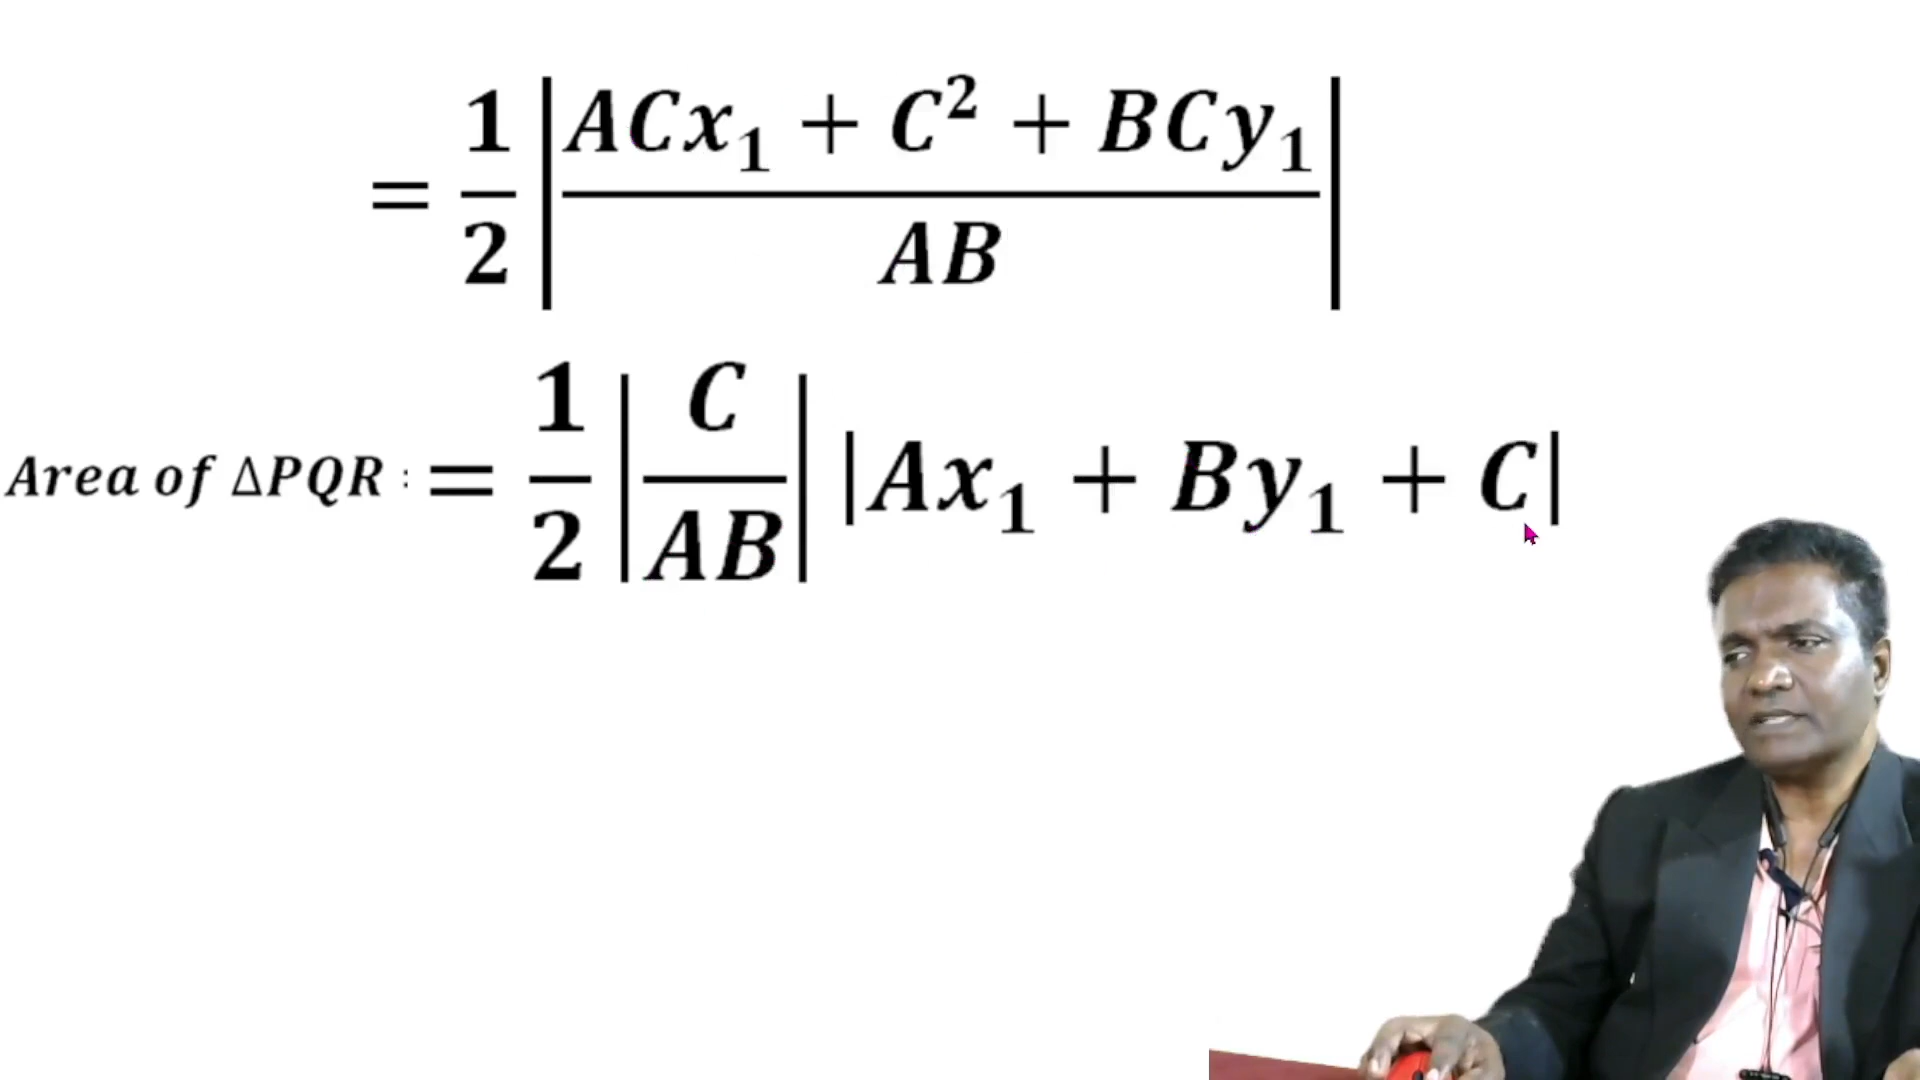 = 1/2 |ACx₁ + C² + BCy₁ / AB|
Area of ΔPQR : = 1/2 |C/AB| |Ax₁ + By₁ + C|